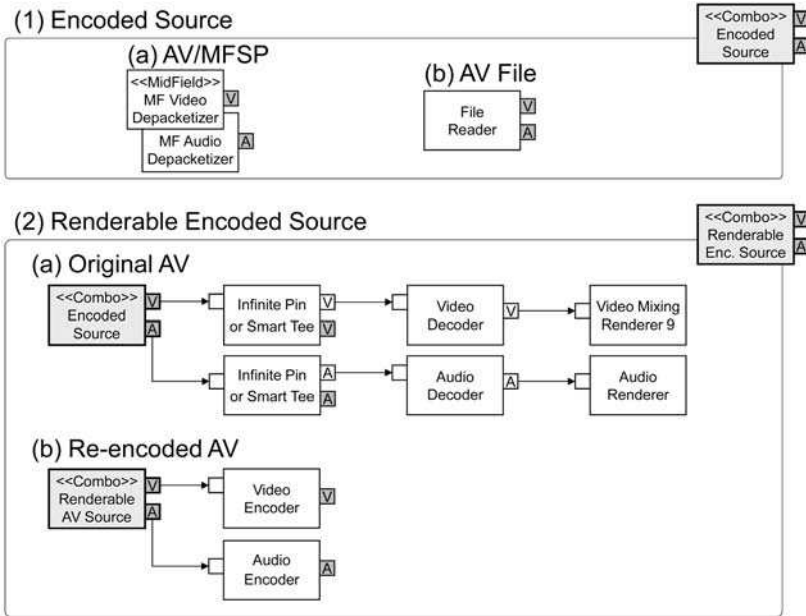 (1) Encoded Source
<<Combo>>
Encoded
Source
V
A
(a) AV/MFSP
<<MidField>>
MF Video
Depacketizer
V
MF Audio
Depacketizer
A
(b) AV File
File
Reader
V
A
(2) Renderable Encoded Source
<<Combo>>
Renderable
Enc. Source
V
A
(a) Original AV
<<Combo>>
Encoded
Source
V
A
Infinite Pin
or Smart Tee
V
V
Video
Decoder
V
Video Mixing
Renderer 9
Infinite Pin
or Smart Tee
A
A
Audio
Decoder
A
Audio
Renderer
(b) Re-encoded AV
<<Combo>>
Renderable
AV Source
V
A
Video
Encoder
V
Audio
Encoder
A